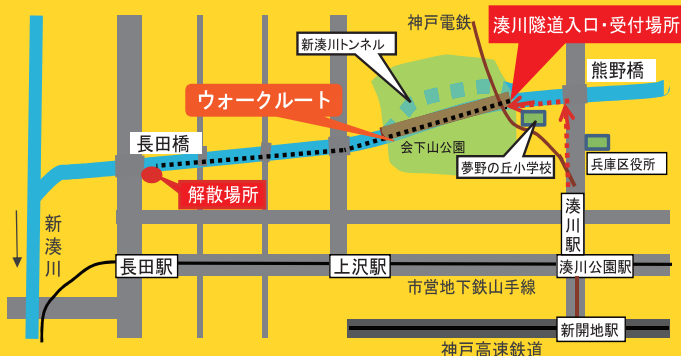 神戸電鉄
湊川隧道入口・受付場所
新湊川トンネル
熊野橋
ウォークルート
長田橋
会下山公園
夢野の丘小学校
兵庫区役所
解散場所
新湊川
湊川駅
長田駅
上沢駅
湊川公園駅
市営地下鉄山手線
新開地駅
神戸高速鉄道